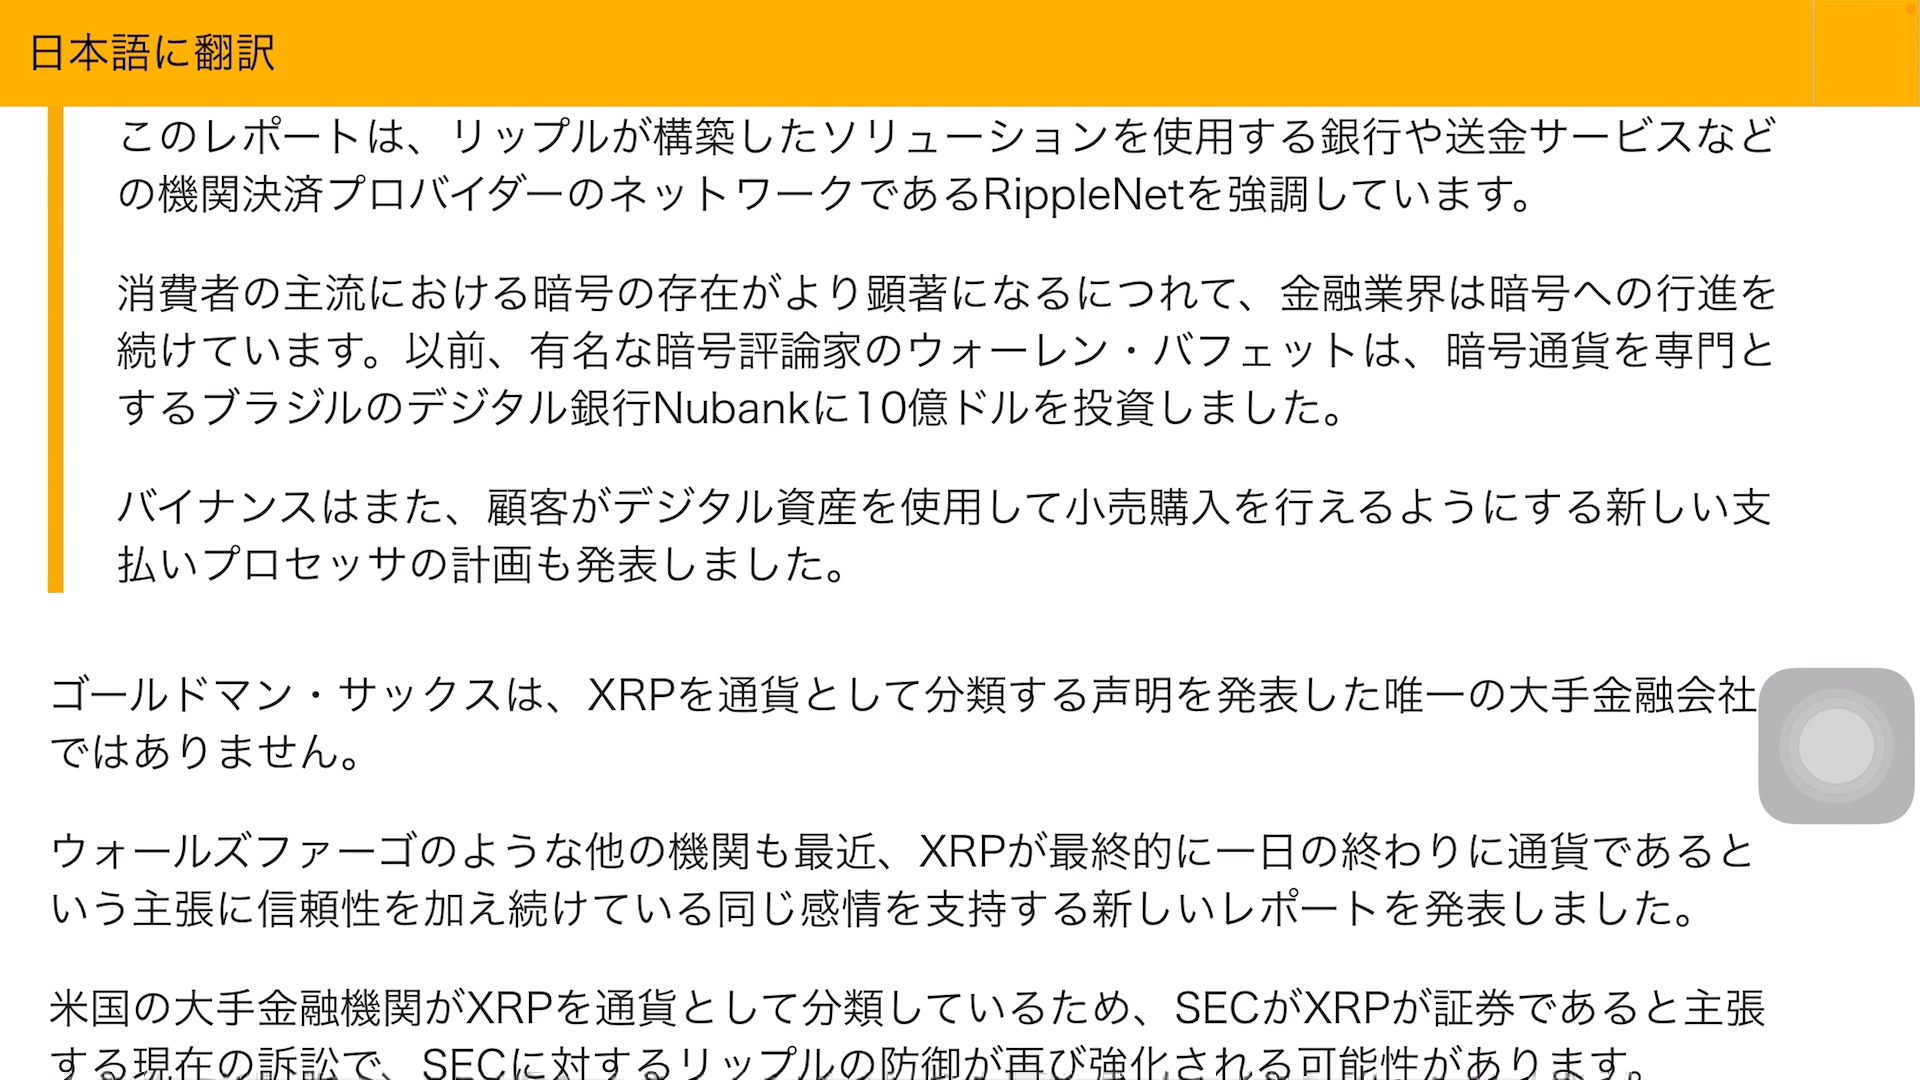 日本語に翻訳
このレポートは、リップルが構築したソリューションを使用する銀行や送金サービスなど
の機関決済プロバイダーのネットワークであるRippleNetを強調しています。
消費者の主流における暗号の存在がより顕著になるにつれて、金融業界は暗号への行進を
続けています。以前、有名な暗号評論家のウォーレン・バフェットは、暗号通貨を専門と
するブラジルのデジタル銀行Nubankに10億ドルを投資しました。
バイナンスはまた、顧客がデジタル資産を使用して小売購入を行えるようにする新しい支
払いプロセッサの計画も発表しました。
ゴールドマン・サックスは、XRPを通貨として分類する声明を発表した唯一の大手金融会社
ではありません。
ウォールズファーゴのような他の機関も最近、XRPが最終的に一日の終わりに通貨であると
いう主張に信頼性を加え続けている同じ感情を支持する新しいレポートを発表しました。
米国の大手金融機関がXRPを通貨として分類しているため、SECがXRPが証券であると主張
する現在の訴訟で、SECに対するリップルの防御が再び強化される可能性があります。